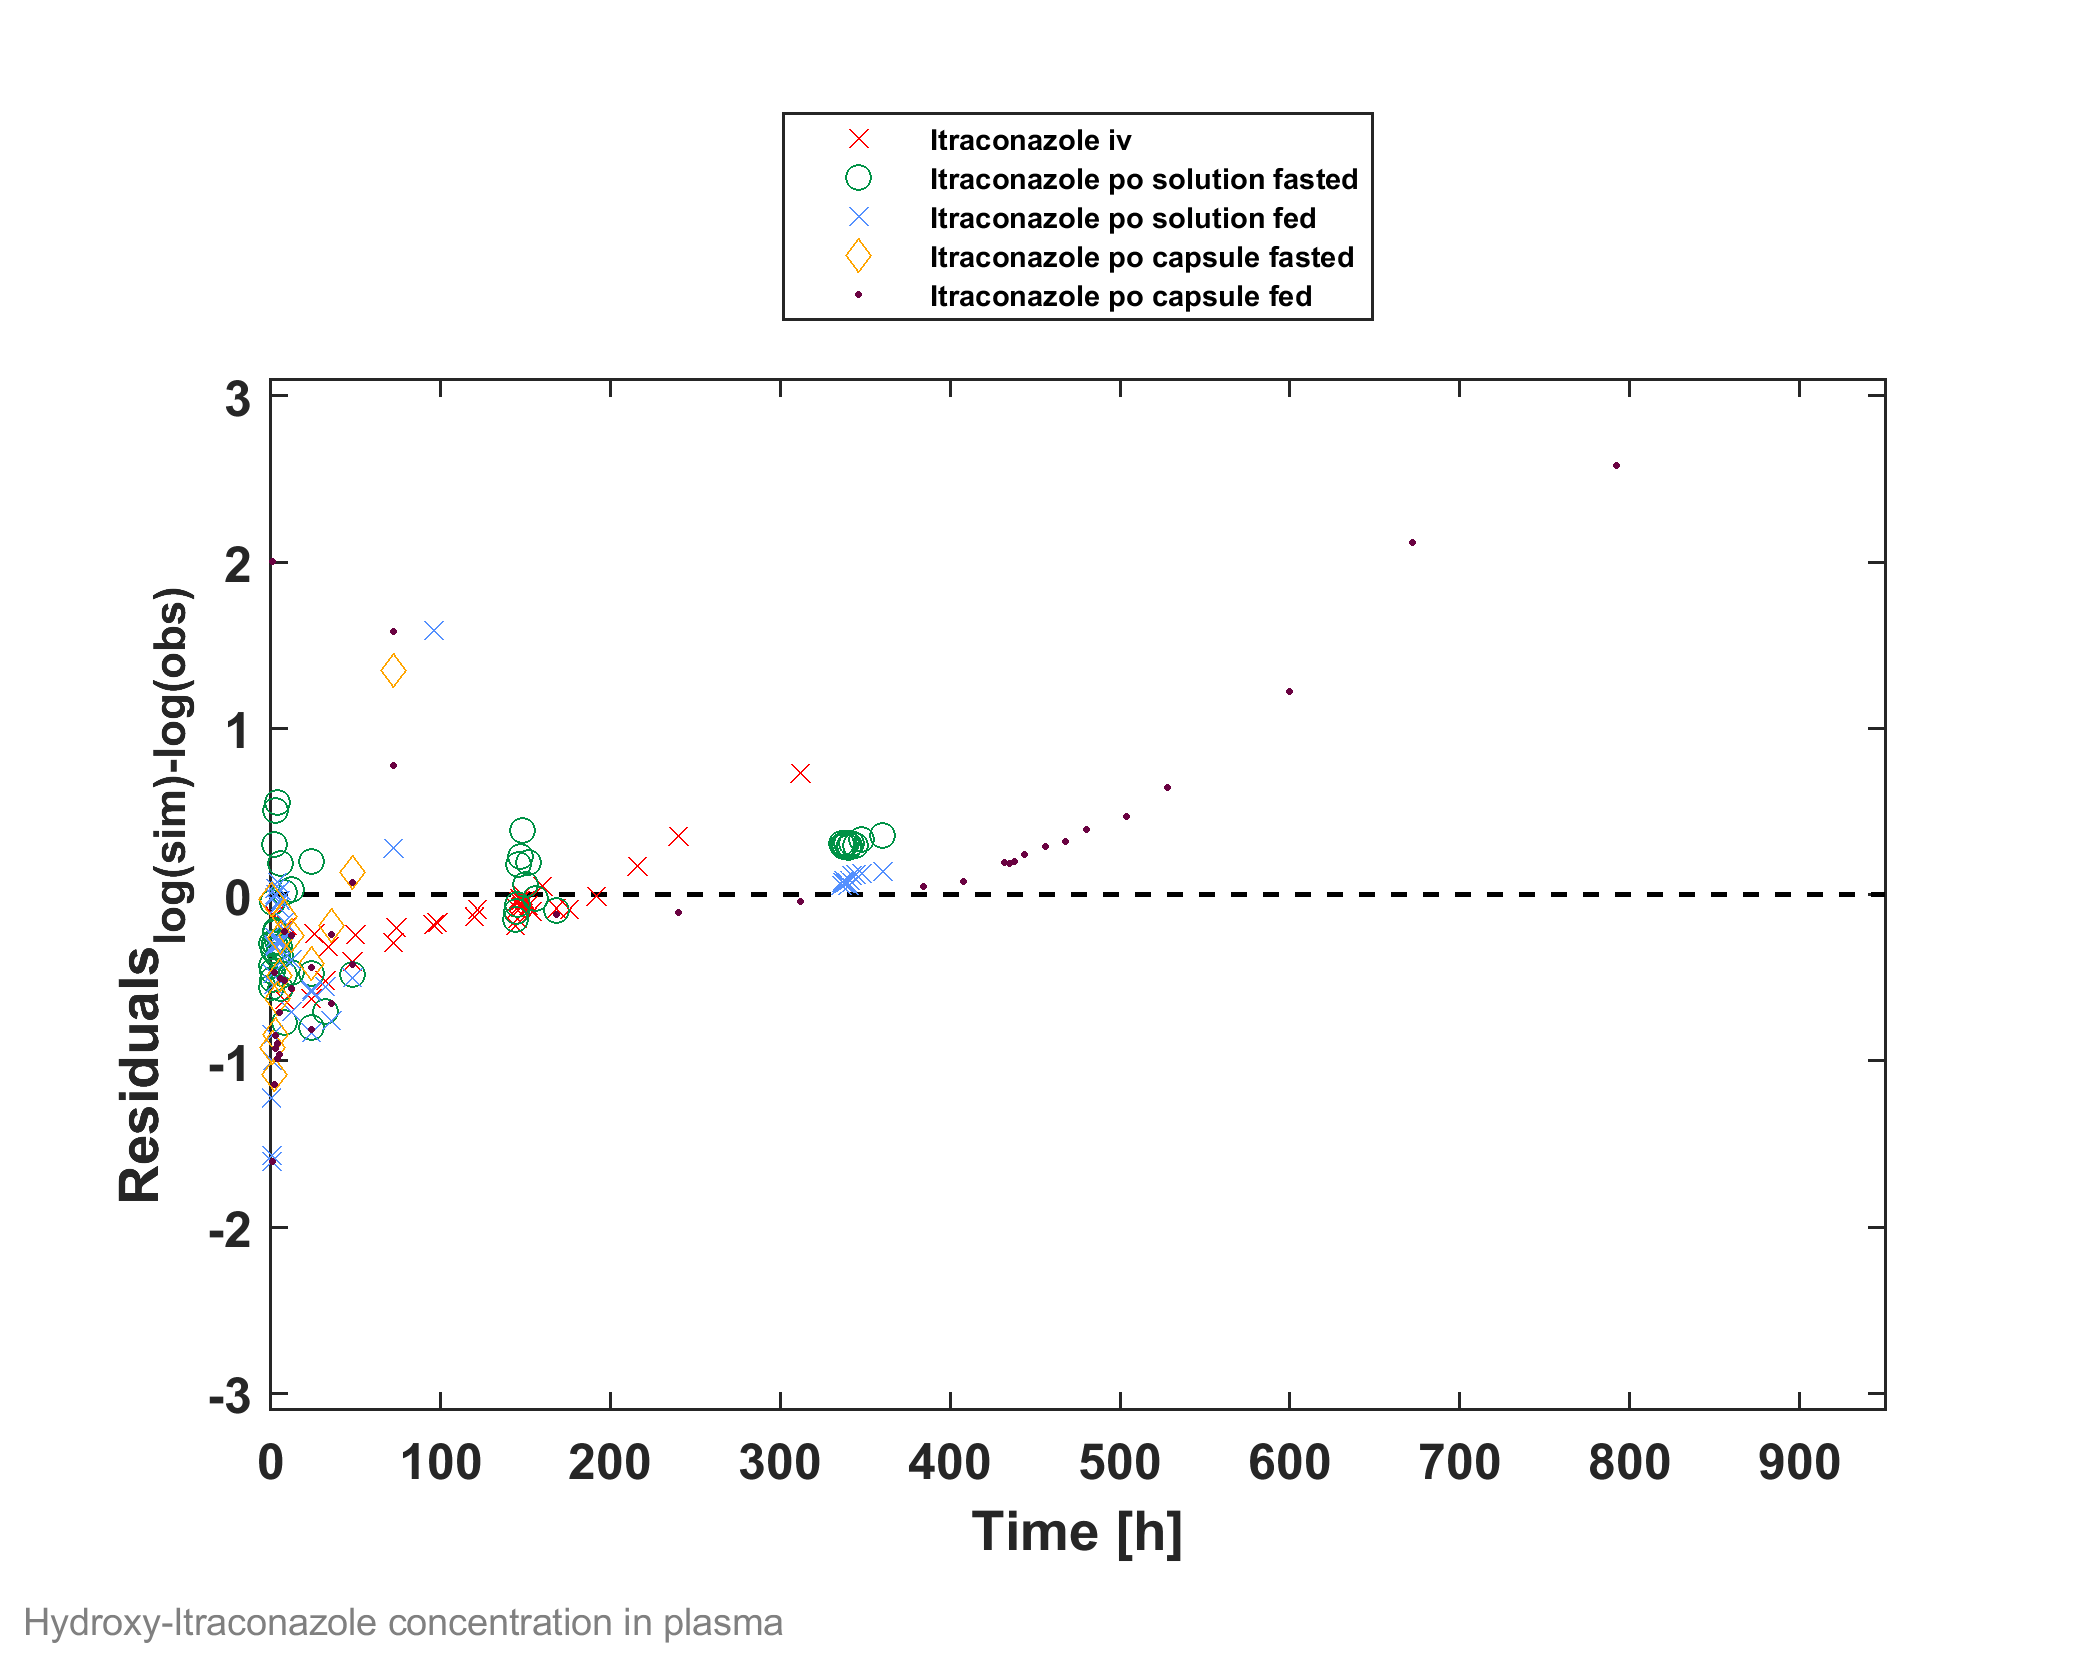 Itraconazole iv
Itraconazole po solution fasted
Itraconazole po solution fed
Itraconazole po capsule fasted
Itraconazole po capsule fed
3
2
1
0
-1
-2
-3
Residuals log(sim)-log(obs)
0 100 200 300 400 500 600 700 800 900
Time [h]
Hydroxy-Itraconazole concentration in plasma